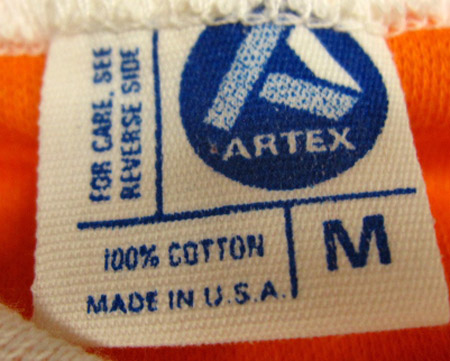 FOR CARE, SEE
REVERSE SIDE
ARTEX
100% COTTON
M
MADE IN U.S.A.